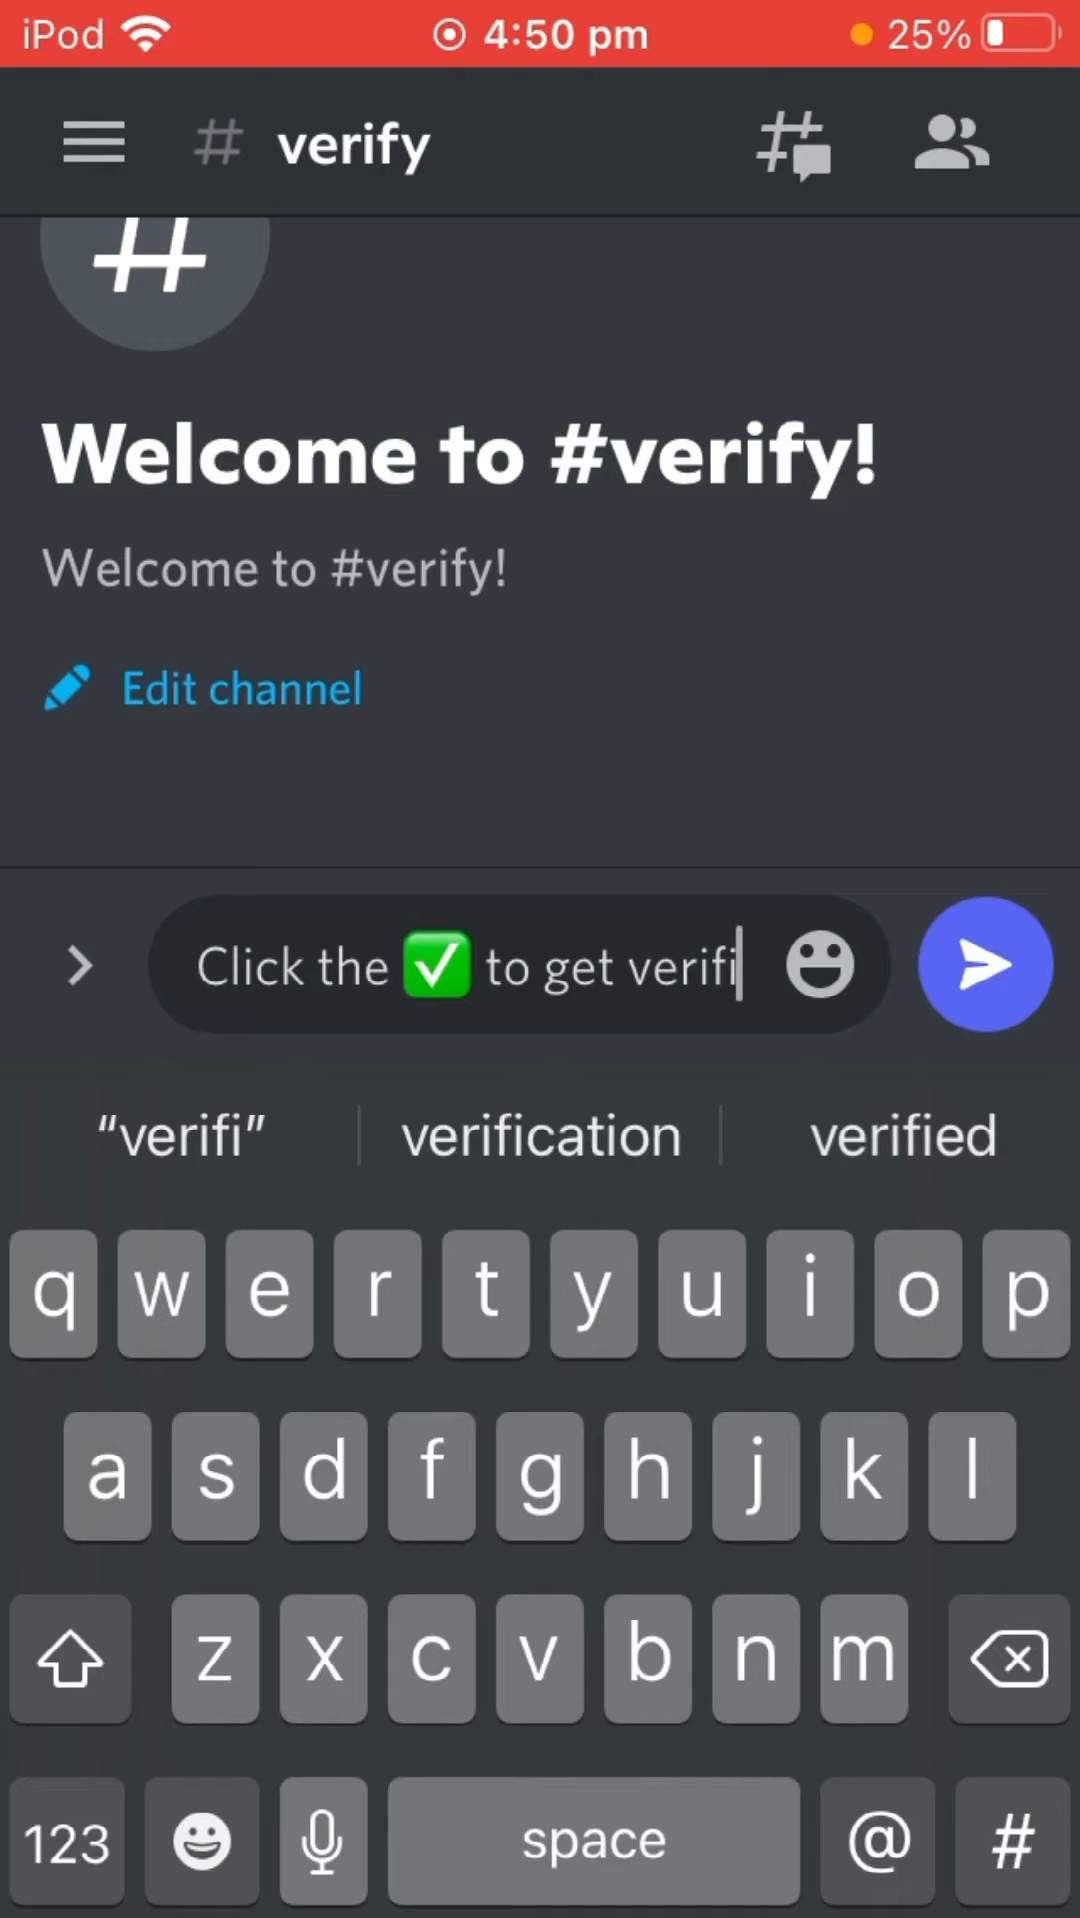 iPod 4:50 pm 25%
# verify
#
Welcome to #verify!
Welcome to #verify!
Edit channel
Click the ✅ to get verifi
“verifi” verification verified
q w e r t y u i o p
a s d f g h j k l
z x c v b n m
123 space @ #